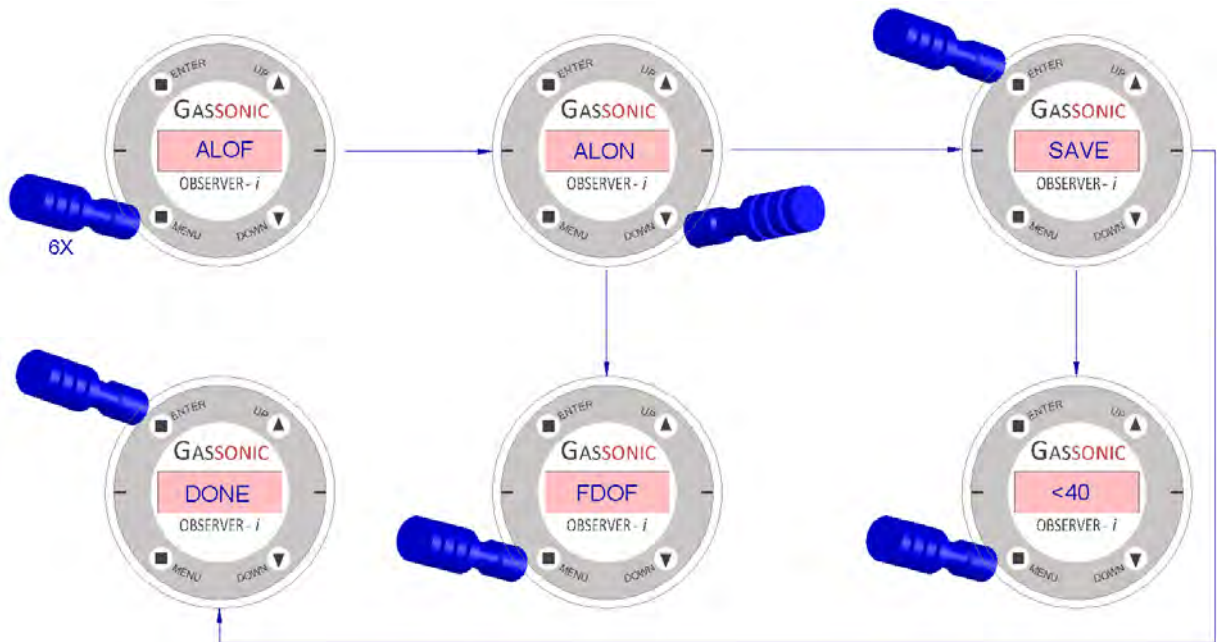 ENTER UP
GASSONIC
ALOF
OBSERVER-i
MENU DOWN
6X
ENTER UP
GASSONIC
ALON
OBSERVER-i
MENU DOWN
ENTER UP
GASSONIC
SAVE
OBSERVER-i
MENU DOWN
ENTER UP
GASSONIC
DONE
OBSERVER-i
MENU DOWN
ENTER UP
GASSONIC
FDOF
OBSERVER-i
MENU DOWN
ENTER UP
GASSONIC
<40
OBSERVER-i
MENU DOWN